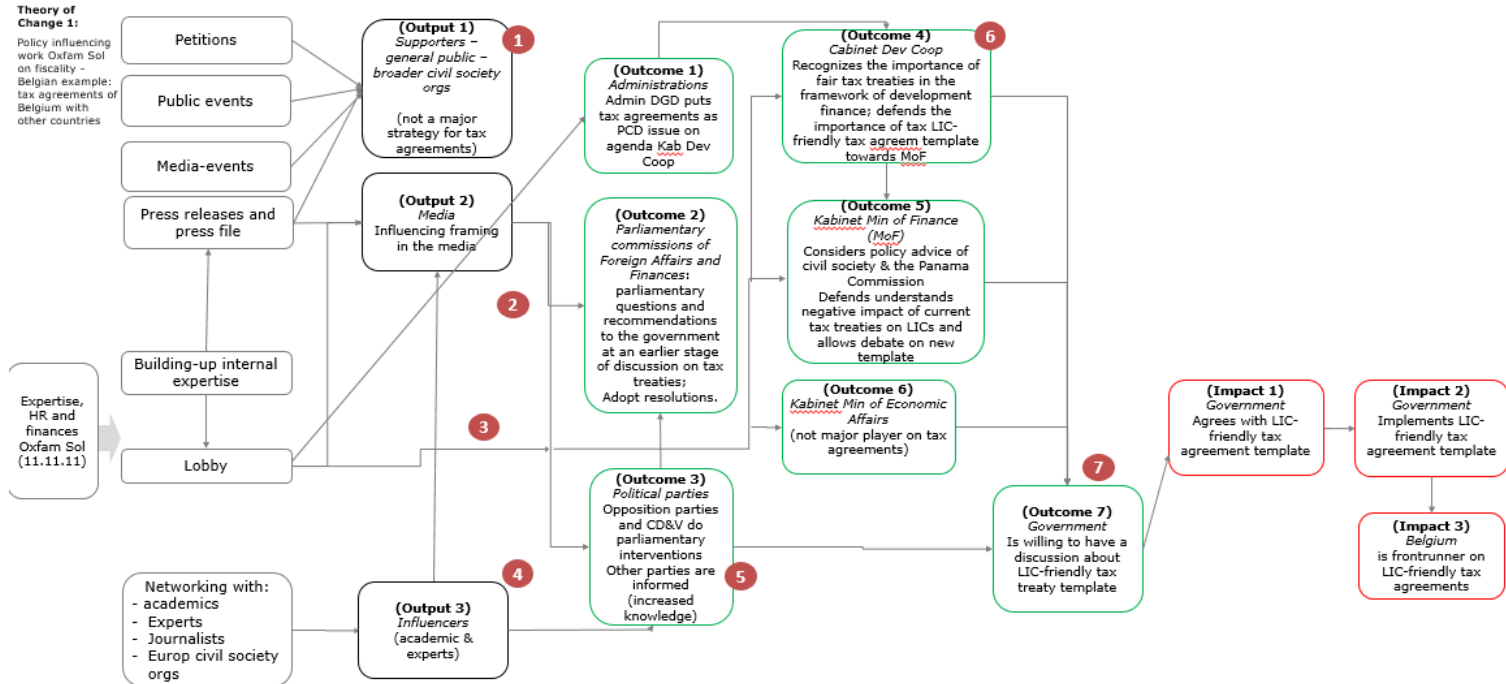 Theory of
Change 1:
Policy influencing
work Oxfam Sol
on fiscality -
Belgian example:
tax agreements of
Belgium with
other countries
Petitions
Public events
Media-events
Press releases and
press file
Building-up internal
expertise
Expertise,
HR and
finances
Oxfam Sol
(11.11.11)
Lobby
Networking with:
- academics
- Experts
- Journalists
- Europ civil society
orgs
(Output 1)
Supporters –
general public –
broader civil society
orgs
(not a major
strategy for tax
agreements)
1
(Output 2)
Media
Influencing framing
in the media
2
3
(Output 3)
Influencers
(academic &
experts)
4
(Outcome 1)
Administrations
Admin DGD puts
tax agreements as
PCD issue on
agenda Kab Dev
Coop
(Outcome 2)
Parliamentary
commissions of
Foreign Affairs and
Finances:
parliamentary
questions and
recommendations
to the government
at an earlier stage
of discussion on tax
treaties;
Adopt resolutions.
(Outcome 3)
Political parties
Opposition parties
and CD&V do
parliamentary
interventions
Other parties are
informed
(increased
knowledge)
5
(Outcome 4)
Cabinet Dev Coop
Recognizes the importance of
fair tax treaties in the
framework of development
finance; defends the
importance of tax LIC-
friendly tax agreem template
towards MoF
6
(Outcome 5)
Kabinet Min of Finance
(MoF)
Considers policy advice of
civil society & the Panama
Commission
Defends understands
negative impact of current
tax treaties on LICs and
allows debate on new
template
(Outcome 6)
Kabinet Min of Economic
Affairs
(not major player on tax
agreements)
7
(Outcome 7)
Government
Is willing to have a
discussion about
LIC-friendly tax
treaty template
(Impact 1)
Government
Agrees with LIC-
friendly tax
agreement template
(Impact 2)
Government
Implements LIC-
friendly tax
agreement template
(Impact 3)
Belgium
is frontrunner on
LIC-friendly tax
agreements